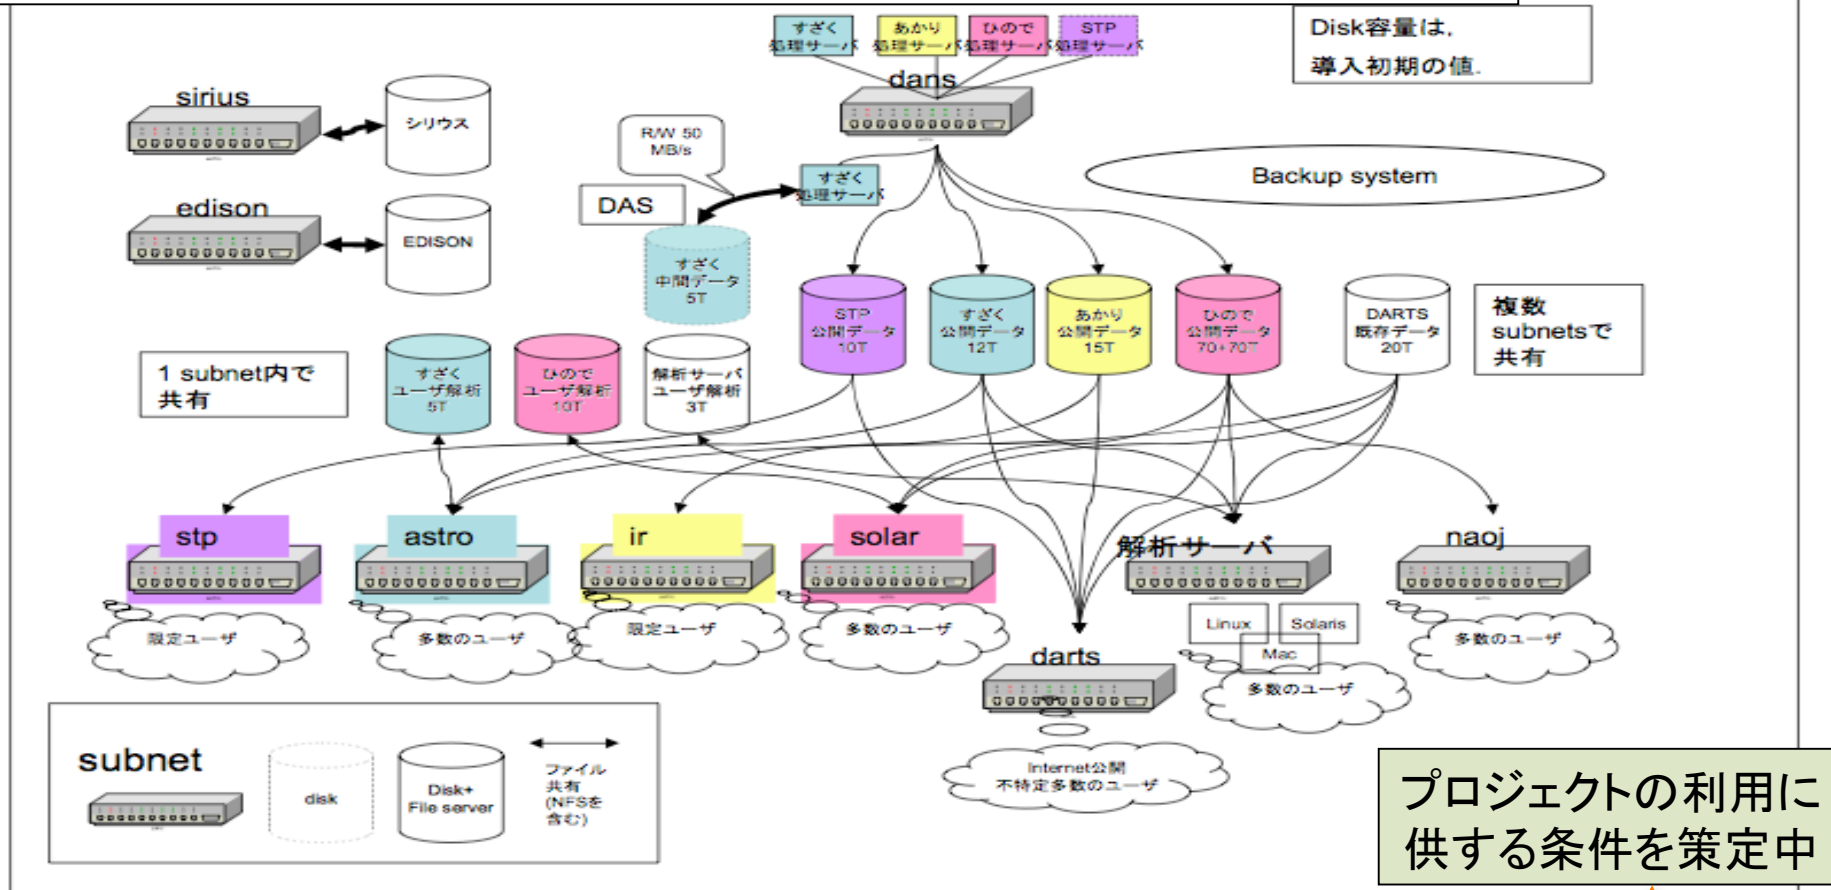 すざく
処理サーバ
あかり
処理サーバ
ひので
処理サーバ
STP
処理サーバ
Disk容量は,
導入初期の値.
dans
sirius
シリウス
R/W 50
MB/s
すざく
処理サーバ
Backup system
DAS
edison
EDISON
すざく
中間データ
5T
STP
公開データ
10T
すざく
公開データ
12T
あかり
公開データ
15T
ひので
公開データ
70+70T
DARTS
既存データ
20T
複数
subnetsで
共有
1 subnet内で
共有
すざく
ユーザ解析
5T
ひので
ユーザ解析
10T
解析サーバ
ユーザ解析
3T
stp
astro
ir
solar
解析サーバ
naoj
限定ユーザ
多数のユーザ
限定ユーザ
多数のユーザ
Linux
Solaris
Mac
多数のユーザ
多数のユーザ
darts
Internet公開
不特定多数のユーザ
subnet
disk
Disk+
File server
ファイル
共有
(NFSを
含む)
プロジェクトの利用に
供する条件を策定中